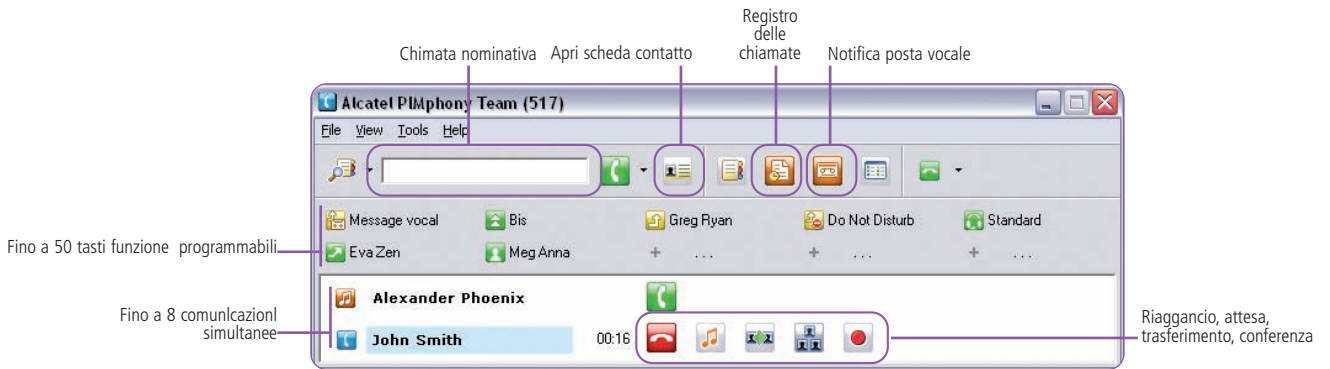 Registro
delle
chiamate
Chimata nominativa
Apri scheda contatto
Notifica posta vocale
Alcatel PIMphony Team (517)
File View Tools Help
Message vocal
Bis
Greg Ryan
Do Not Disturb
Standard
Fino a 50 tasti funzione programmabili
Eva Zen
Meg Anna
+ ...
+ ...
+ ...
Alexander Phoenix
Fino a 8 comunlcazionl
simultanee
John Smith
00:16
Riaggancio, attesa,
trasferimento, conferenza